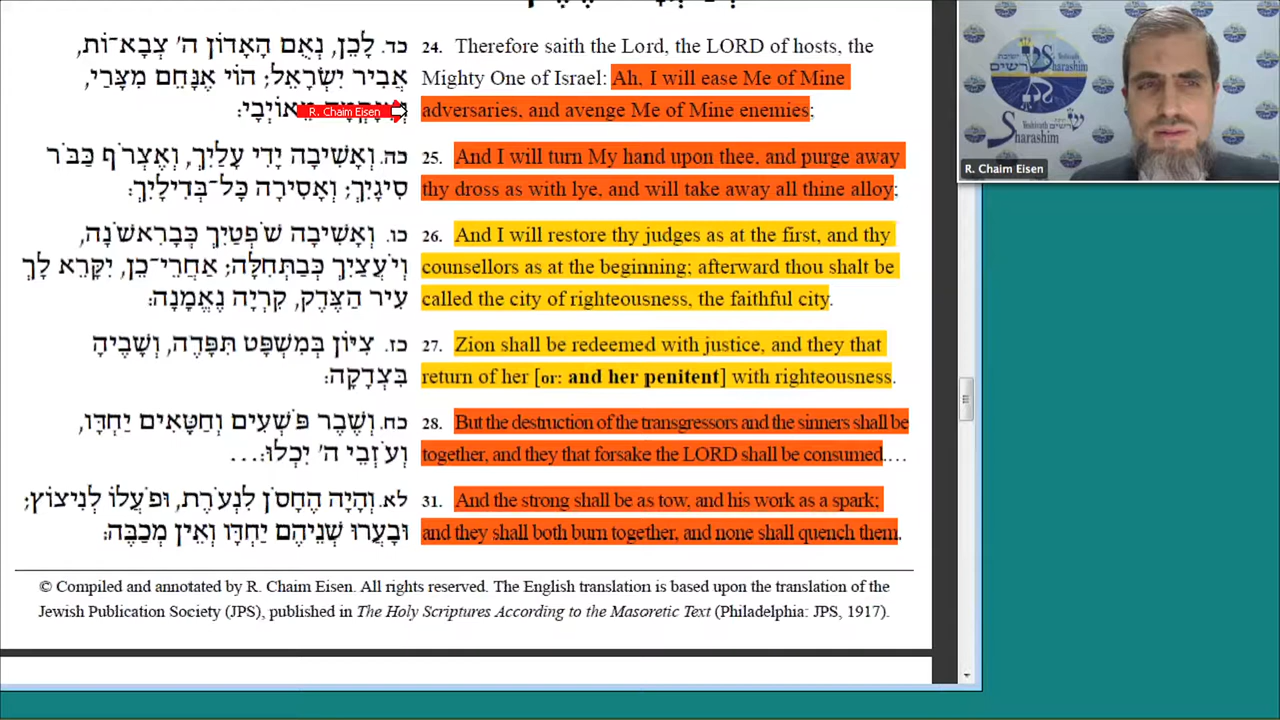 כד. לָכֵן, נְאֻם הָאָדוֹן ה' צְבָא־וֹת,
אֲבִיר יִשְׂרָאֵל; הוֹי אֶנָּחֵם מִצָּרַי,
מֵאוֹיְבָי:
R. Chaim Eisen
כה. וְאָשִׁיבָה יָדִי עָלַיִךְ, וְאֶצְרֹף כַּבֹּר
סִיגָיִךְ; וְאָסִירָה כָּל־בְּדִילָיִךְ:
כו. וְאָשִׁיבָה שֹׁפְטַיִךְ כְּבָרִאשֹׁנָה,
וְיֹעֲצַיִךְ כְּבַתְּחִלָּה; אַחֲרֵי־כֵן, יִקָּרֵא לָךְ
עִיר הַצֶּדֶק, קִרְיָה נֶאֱמָנָה:
כז. צִיּוֹן בְּמִשְׁפָּט תִּפָּדֶה, וְשָׁבֶיהָ
בִּצְדָקָה:
כח. וְשֶׁבֶר פֹּשְׁעִים וְחַטָּאִים יַחְדָּו,
וְעֹזְבֵי ה' יִכְלוּ:...
לא. וְהָיָה הֶחָסֹן לִנְעֹרֶת, וּפֹעֲלוֹ לְנִיצוֹץ;
וּבָעֲרוּ שְׁנֵיהֶם יַחְדָּו וְאֵין מְכַבֶּה:
24. Therefore saith the Lord, the LORD of hosts, the
Mighty One of Israel: Ah, I will ease Me of Mine
adversaries, and avenge Me of Mine enemies;
25. And I will turn My hand upon thee, and purge away
thy dross as with lye, and will take away all thine alloy;
26. And I will restore thy judges as at the first, and thy
counsellors as at the beginning; afterward thou shalt be
called the city of righteousness, the faithful city.
27. Zion shall be redeemed with justice, and they that
return of her [or: and her penitent] with righteousness.
28. But the destruction of the transgressors and the sinners shall be
together, and they that forsake the LORD shall be consumed....
31. And the strong shall be as tow, and his work as a spark;
and they shall both burn together, and none shall quench them.
© Compiled and annotated by R. Chaim Eisen. All rights reserved. The English translation is based upon the translation of the
Jewish Publication Society (JPS), published in The Holy Scriptures According to the Masoretic Text (Philadelphia: JPS, 1917).
Sharashim
שרשים
Sharashim
R. Chaim Eisen